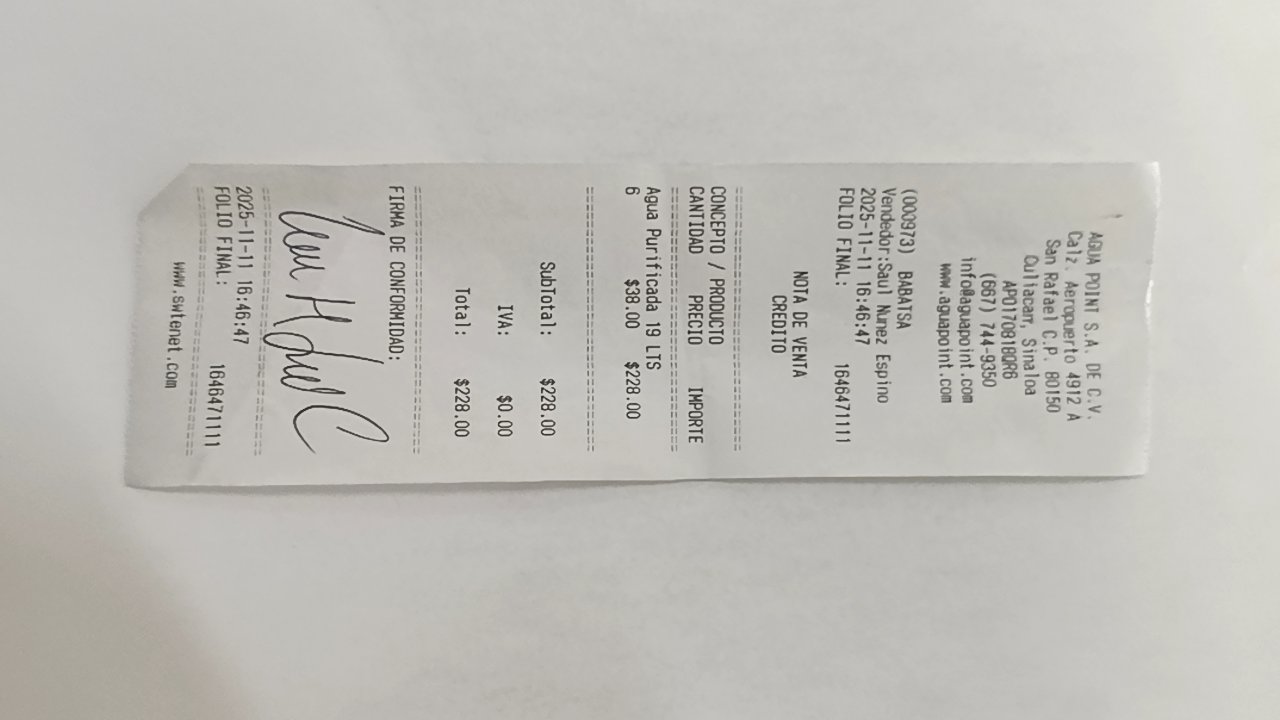 AGUA POINT S.A. DE C.V.
Calz. Aeropuerto 4912 A
San Rafael C.P. 80150
Culiacan, Sinaloa
APO170818QR6
(667) 744-9350
info@aguapoint.com
www.aguapoint.com
(000973) BABATSA
Vendedor:Saul Nunez Espino
2025-11-11 16:46:47
FOLIO FINAL: 1646471111
NOTA DE VENTA
CREDITO
CONCEPTO / PRODUCTO
CANTIDAD PRECIO IMPORTE
Agua Purificada 19 LTS
6 $38.00 $228.00
SubTotal: $228.00
IVA: $0.00
Total: $228.00
FIRMA DE CONFORMIDAD:
2025-11-11 16:46:47
FOLIO FINAL: 1646471111
www.swtenet.com